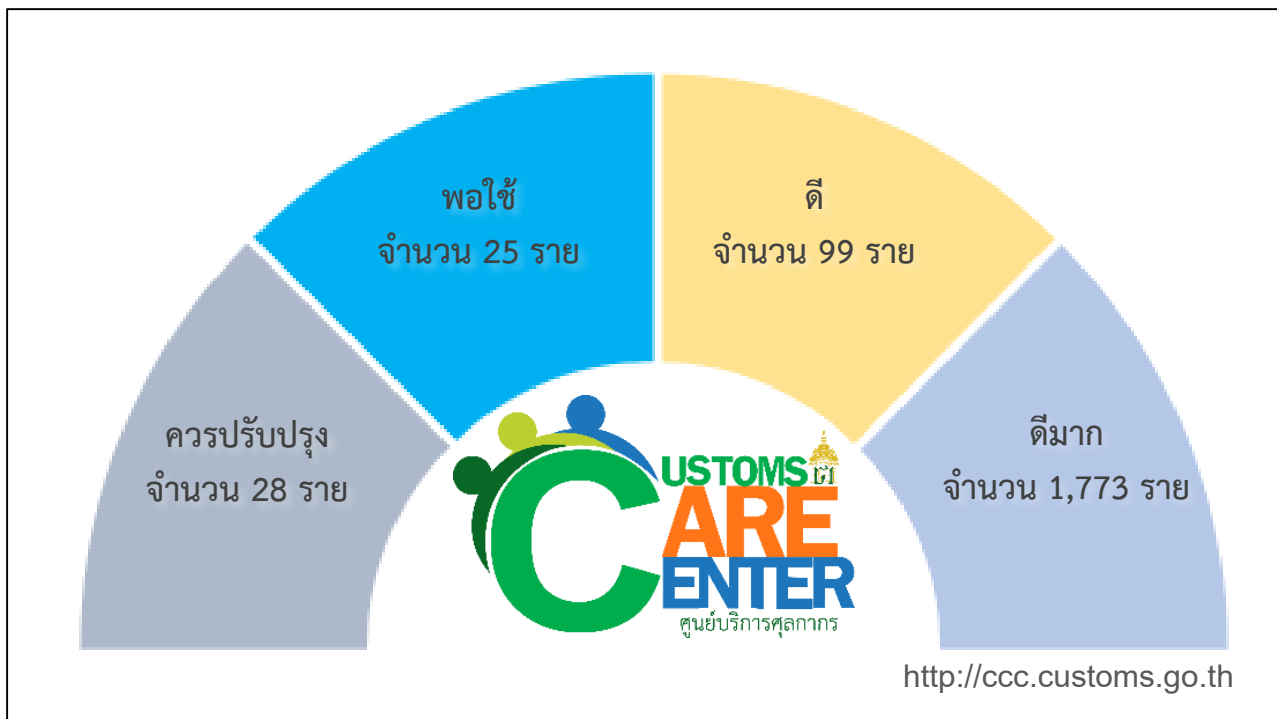 พอใช้
จำนวน 25 ราย
ดี
จำนวน 99 ราย
ควรปรับปรุง
จำนวน 28 ราย
ดีมาก
จำนวน 1,773 ราย
CUSTOMS
CARE
CENTER
ศูนย์บริการศุลกากร
http://ccc.customs.go.th